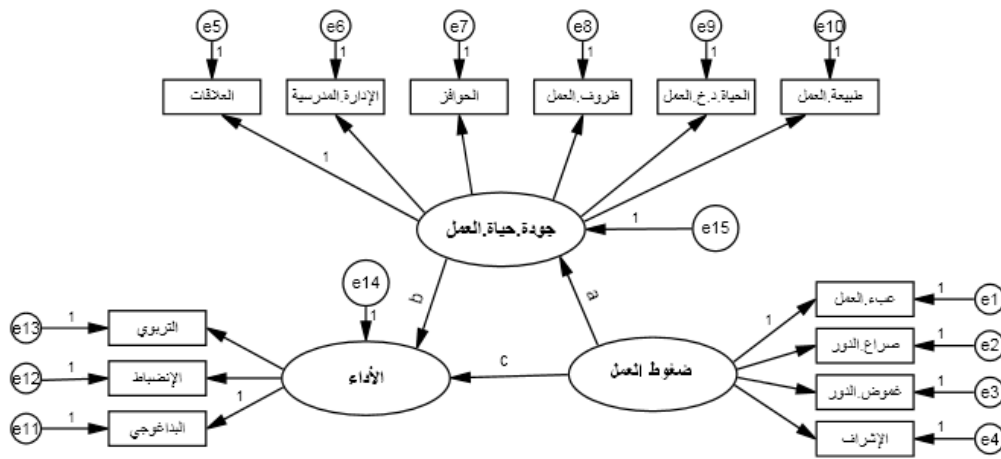 e5
e6
e7
e8
e9
e10
1
1
1
1
1
1
العلاقات
الإدارة.المدرسية
الحوافز
ظروف.العمل
الحياة.د.خ.العمل
طبيعة.العمل
1
جودة.حياة.العمل
1
e15
e14
1
b
a
c
ضغوط العمل
الأداء
e13
1
التربوي
e12
1
الإنضباط
e11
1
البداغوجي
1
1
عبء.العمل
1
e1
صراع.الدور
1
e2
غموض.الدور
1
e3
الإشراف
1
e4